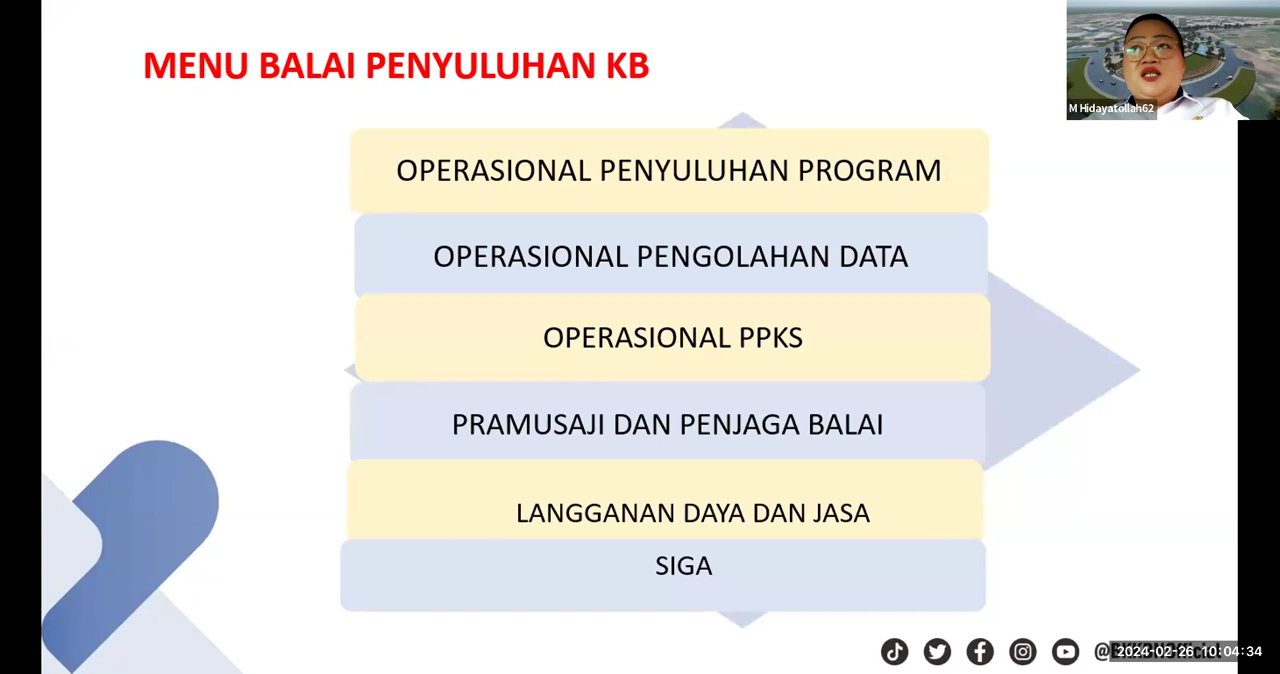 MENU BALAI PENYULUHAN KB
M Hidayatollah62
OPERASIONAL PENYULUHAN PROGRAM
OPERASIONAL PENGOLAHAN DATA
OPERASIONAL PPKS
PRAMUSAJI DAN PENJAGA BALAI
LANGGANAN DAYA DAN JASA
SIGA
2024-02-26 10:04:34